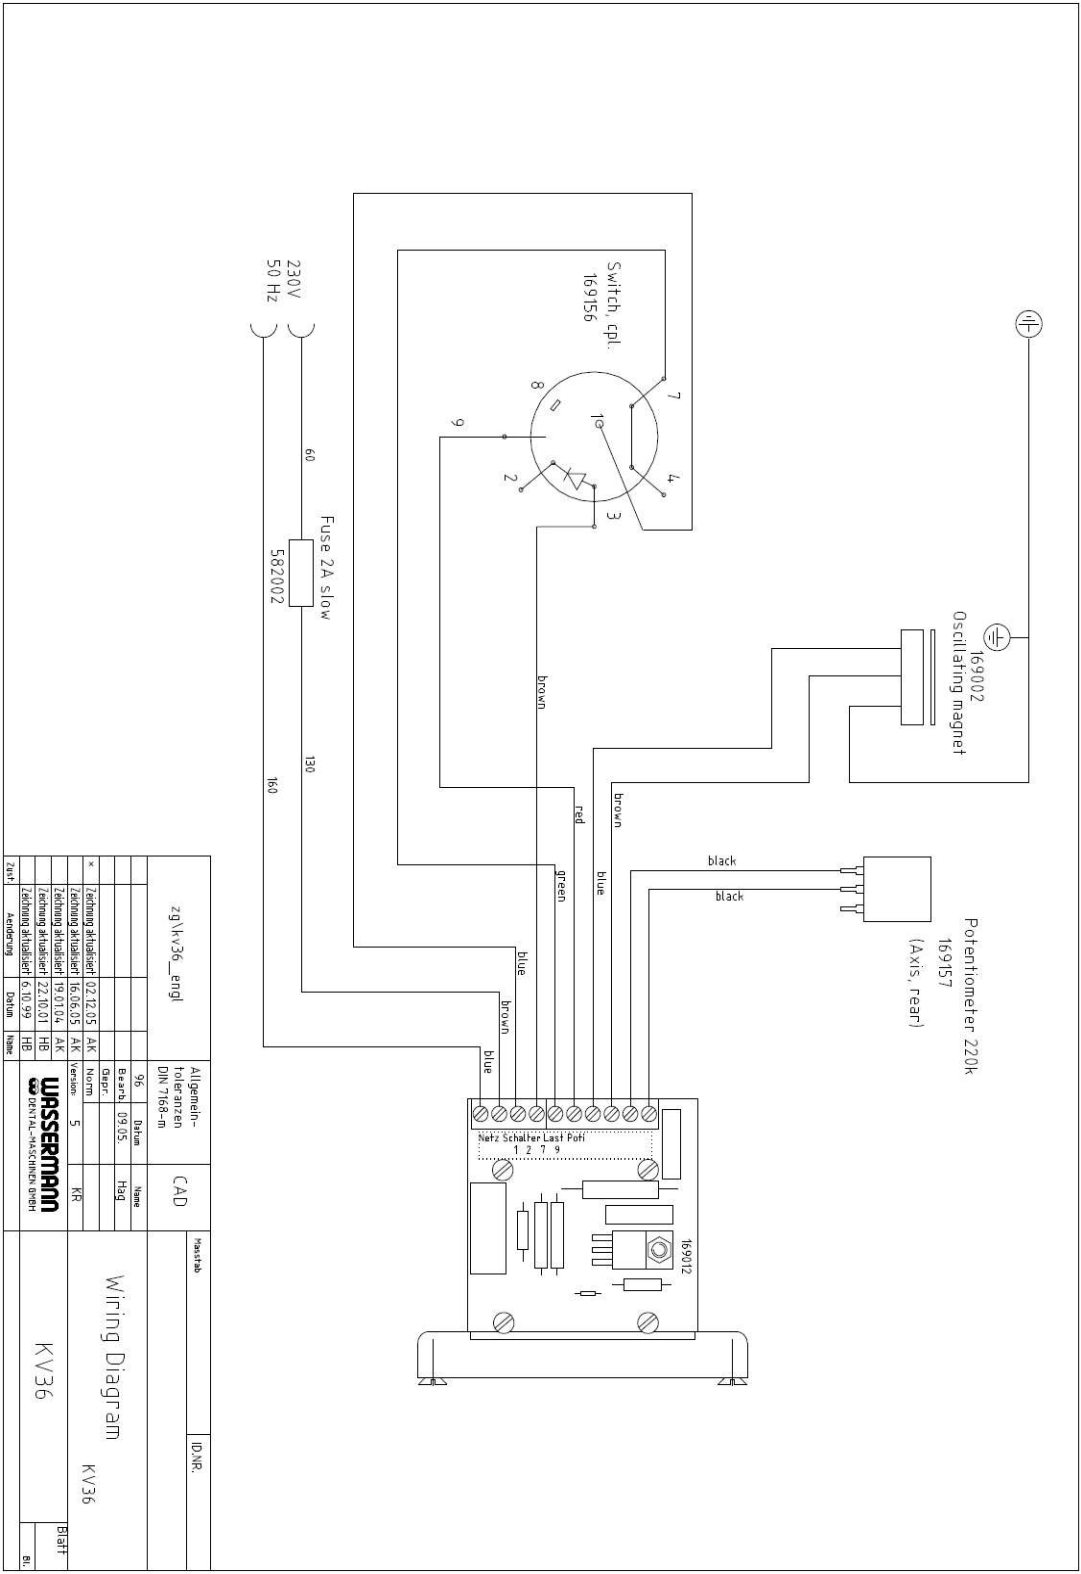 230V
50 Hz
Switch, cpl.
169156
7
4
8
1
9
2
3
60
Fuse 2A slow
582002
130
160
169002
Oscillating magnet
brown
red
brown
green
blue
black
black
blue
brown
blue
Potentiometer 220k
169157
(Axis, rear)
Netz Schalter Last Poti
1 2 7 9
169012
zg\kv36_engl
× Zeichnung aktualisiert 02.12.05 AK
Zeichnung aktualisiert 16.06.05 AK
Zeichnung aktualisiert 19.01.04 AK
Zeichnung aktualisiert 22.10.01 HB
Zeichnung aktualisiert 6.10.99 HB
Zust. Aenderung Datum Name
Allgemein-
toleranzen
DIN 7168-m
CAD
96 Datum Name
Bearb. 09.05. Hag
Gepr.
Norm
Version: 5 KR
WASSERMANN
DENTAL-MASCHINEN GMBH
Masstab
ID.NR.
Wiring Diagram
KV36
KV36
Blatt
Bl.